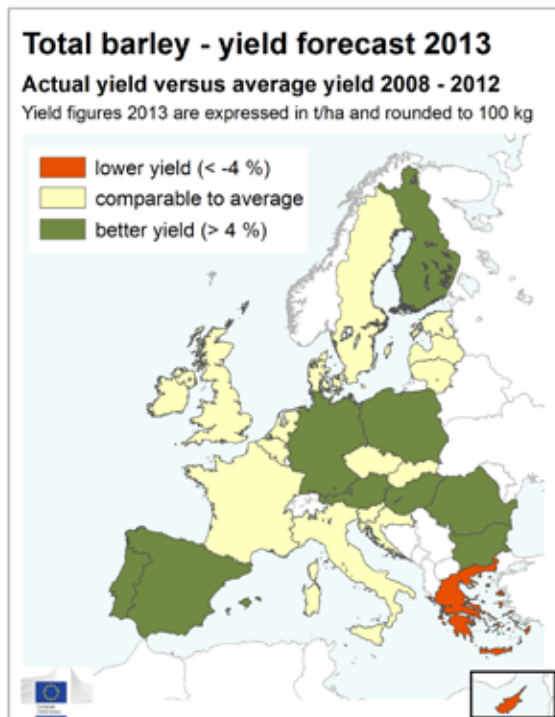 Total barley - yield forecast 2013
Actual yield versus average yield 2008 - 2012
Yield figures 2013 are expressed in t/ha and rounded to 100 kg
lower yield (< -4 %)
comparable to average
better yield (> 4 %)